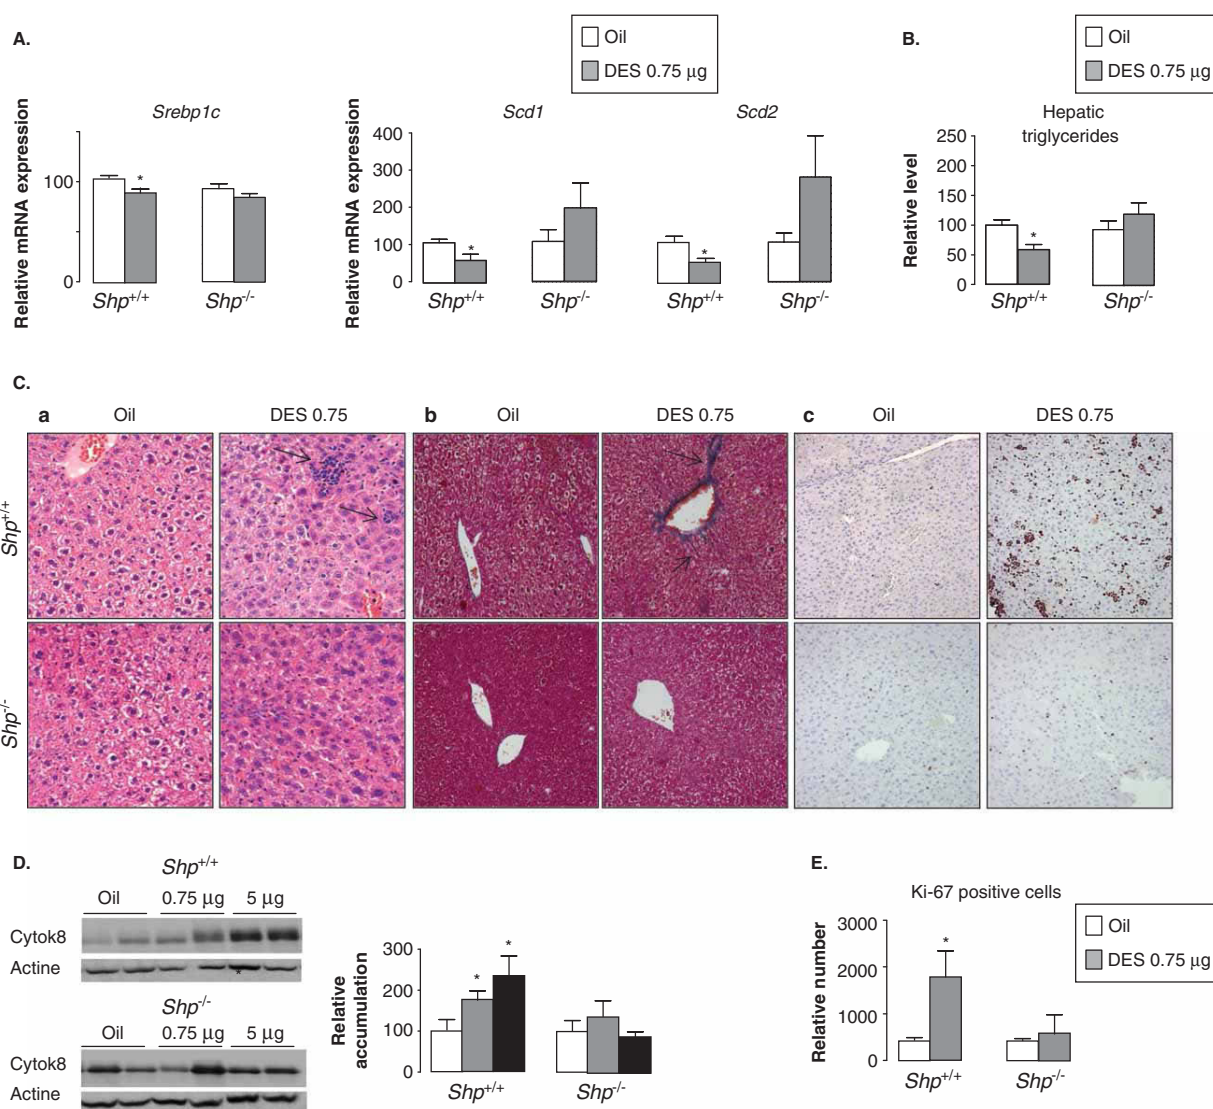 A.
Oil
DES 0.75 µg
Srebp1c
Relative mRNA expression
100
0
Shp+/+
Shp-/-
Scd1
Scd2
Relative mRNA expression
400
300
200
100
0
*
*
*
Shp+/+
Shp-/-
Shp+/+
Shp-/-
B.
Oil
DES 0.75 µg
Hepatic
triglycerides
Relative level
250
200
150
100
50
0
*
Shp+/+
Shp-/-
C.
a Oil DES 0.75 b Oil DES 0.75 c Oil DES 0.75
Shp+/+
Shp-/-
D.
Shp+/+
Oil 0.75 µg 5 µg
Cytok8
Actine
*
Shp-/-
Oil 0.75 µg 5 µg
Cytok8
Actine
Relative
accumulation
300
200
100
0
*
*
Shp+/+
Shp-/-
E.
Ki-67 positive cells
Oil
DES 0.75 µg
Relative number
3000
2000
1000
0
*
Shp+/+
Shp-/-